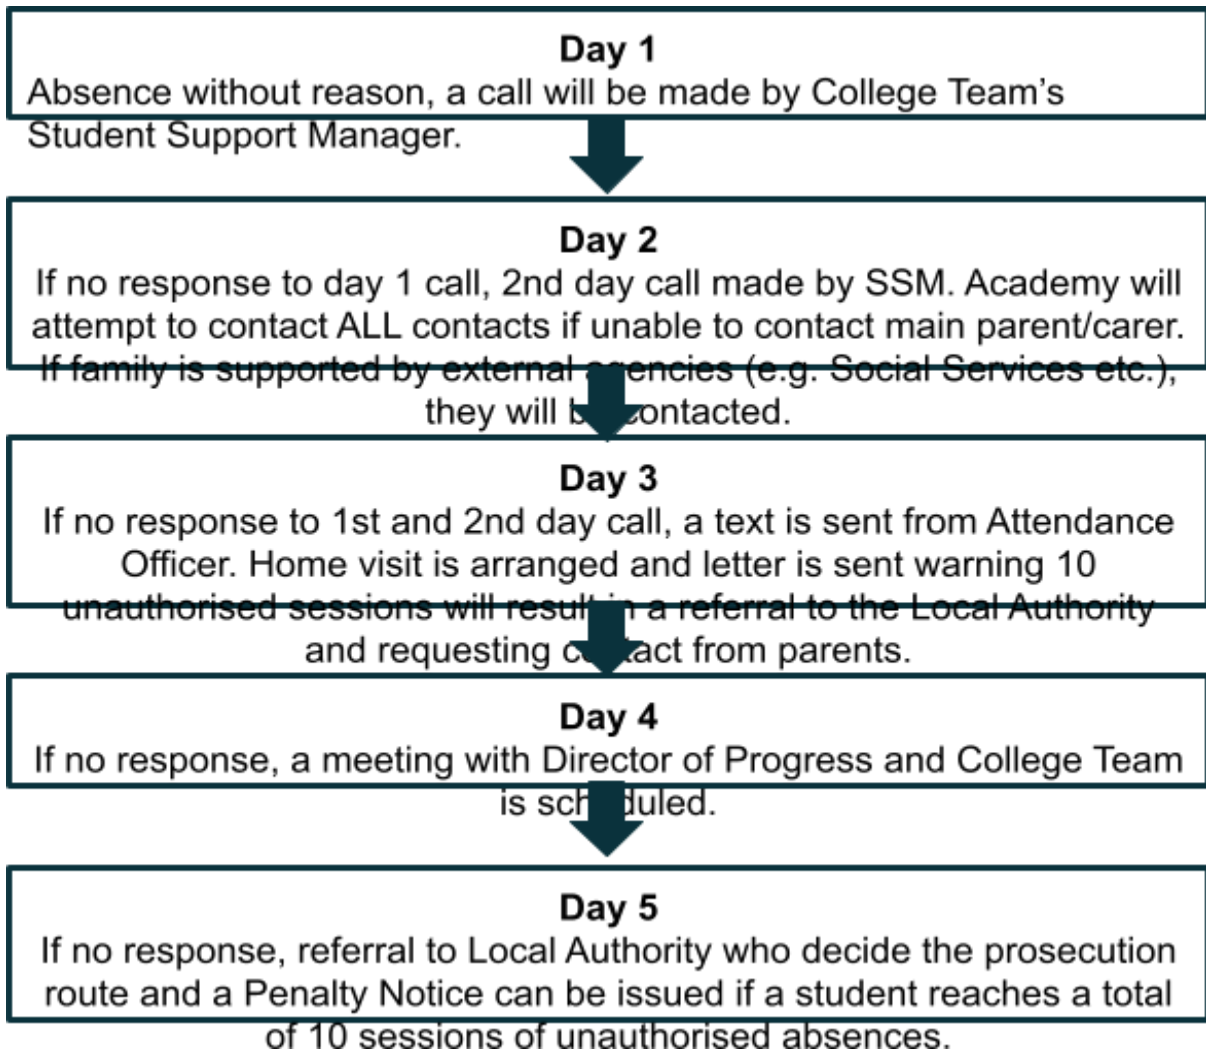 Day 1
Absence without reason, a call will be made by College Team’s
Student Support Manager.
Day 2
If no response to day 1 call, 2nd day call made by SSM. Academy will
attempt to contact ALL contacts if unable to contact main parent/carer.
If family is supported by external agencies (e.g. Social Services etc.),
they will be contacted.
Day 3
If no response to 1st and 2nd day call, a text is sent from Attendance
Officer. Home visit is arranged and letter is sent warning 10
unauthorised sessions will result in a referral to the Local Authority
and requesting contact from parents.
Day 4
If no response, a meeting with Director of Progress and College Team
is scheduled.
Day 5
If no response, referral to Local Authority who decide the prosecution
route and a Penalty Notice can be issued if a student reaches a total
of 10 sessions of unauthorised absences.